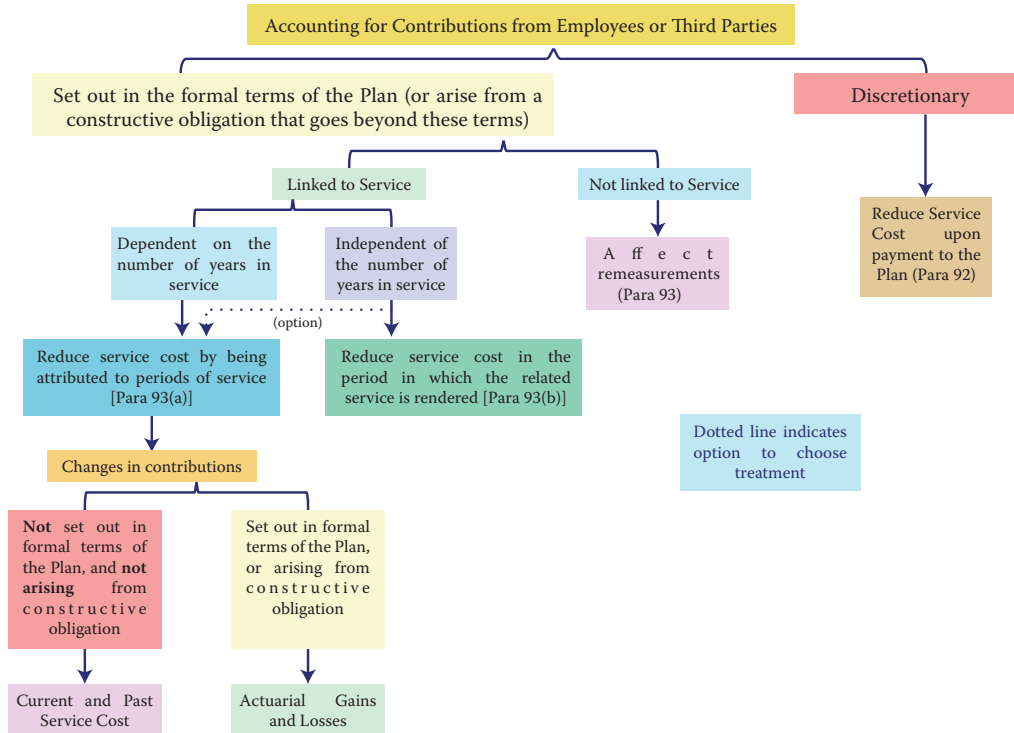 Accounting for Contributions from Employees or Third Parties
Set out in the formal terms of the Plan (or arise from a
constructive obligation that goes beyond these terms)
Discretionary
Linked to Service
Not linked to Service
Reduce Service
Cost upon
payment to the
Plan (Para 92)
Dependent on the
number of years in
service
Independent of
the number of
years in service
A ff e c t
remeasurements
(Para 93)
(option)
Reduce service cost by being
attributed to periods of service
[Para 93(a)]
Reduce service cost in the
period in which the related
service is rendered [Para 93(b)]
Dotted line indicates
option to choose
treatment
Changes in contributions
Not set out in
formal terms of
the Plan, and not
arising from
constructive
obligation
Set out in formal
terms of the Plan,
or arising from
constructive
obligation
Current and Past
Service Cost
Actuarial Gains
and Losses